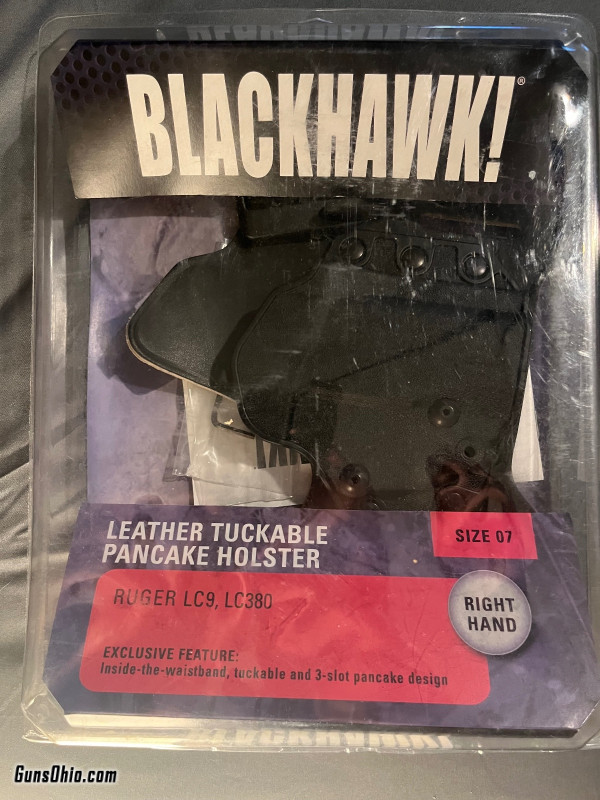 BLACKHAWK!®
LEATHER TUCKABLE
PANCAKE HOLSTER
SIZE 07
RUGER LC9, LC380
RIGHT
HAND
EXCLUSIVE FEATURE:
Inside-the-waistband, tuckable and 3-slot pancake design
BLACKHAWK!
GunsOhio.com